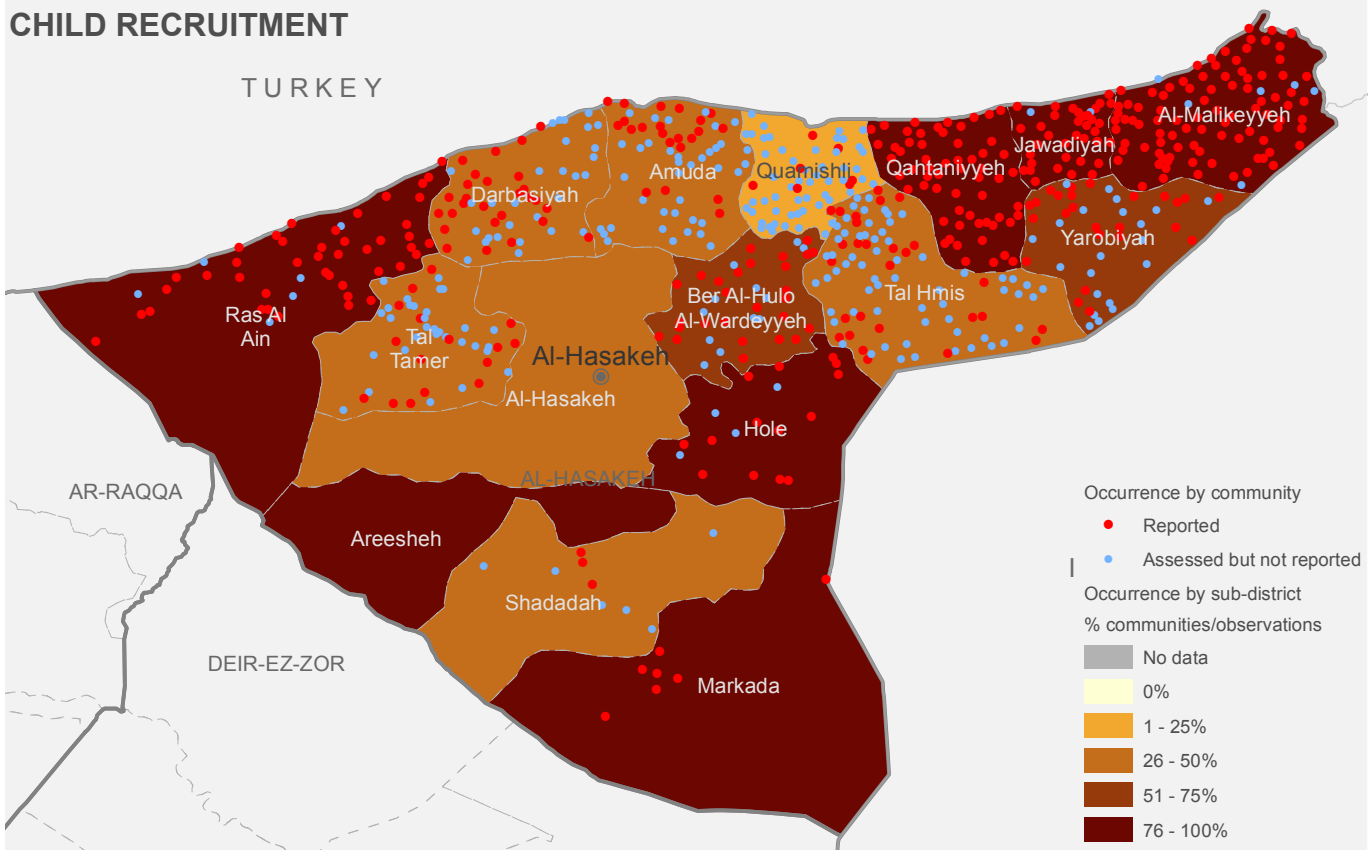 CHILD RECRUITMENT
TURKEY
Al-Malikeyyeh
Jawadiyah
Qahtaniyyeh
Quamishli
Amuda
Darbasiyah
Yarobiyah
Tal Hmis
Ber Al-Hulo
Al-Wardeyyeh
Ras Al
Ain
Tal
Tamer
Al-Hasakeh
Al-Hasakeh
Hole
AL-HASAKEH
AR-RAQQA
Areesheh
Shadadah
DEIR-EZ-ZOR
Markada
Occurrence by community
Reported
Assessed but not reported
Occurrence by sub-district
% communities/observations
No data
0%
1 - 25%
26 - 50%
51 - 75%
76 - 100%